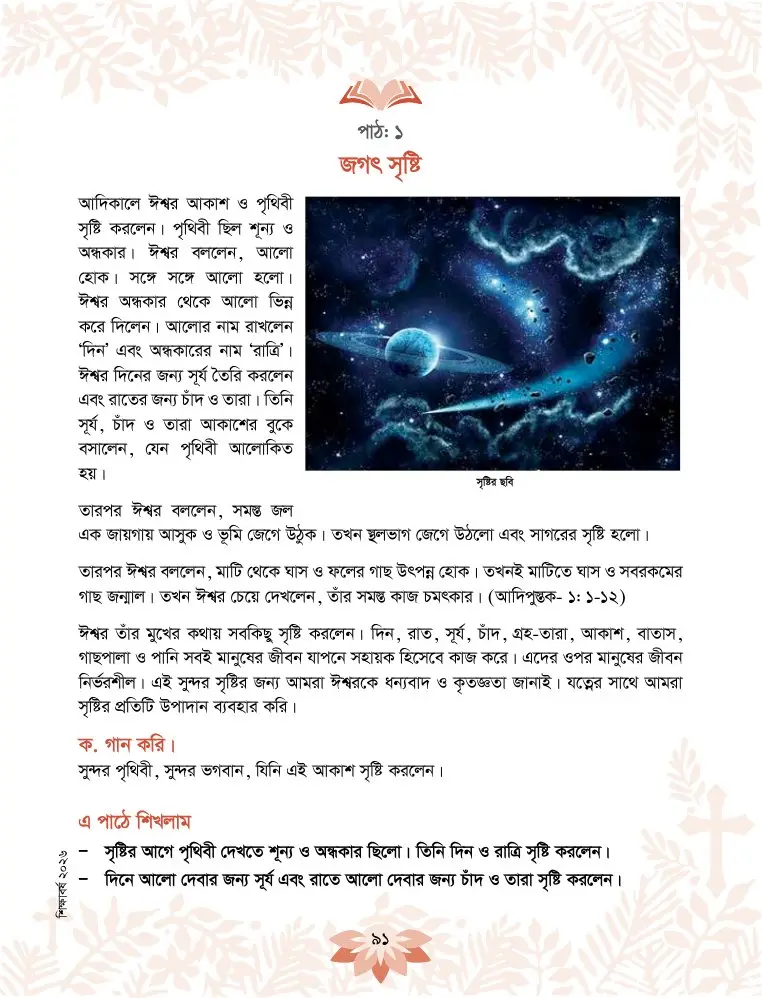 পাঠ: ১
জগৎ সৃষ্টি
আদিকালে ঈশ্বর আকাশ ও পৃথিবী
সৃষ্টি করলেন। পৃথিবী ছিল শূন্য ও
অন্ধকার। ঈশ্বর বললেন, আলো
হোক। সঙ্গে সঙ্গে আলো হলো।
ঈশ্বর অন্ধকার থেকে আলো ভিন্ন
করে দিলেন। আলোর নাম রাখলেন
‘দিন’ এবং অন্ধকারের নাম ‘রাত্রি’।
ঈশ্বর দিনের জন্য সূর্য তৈরি করলেন
এবং রাতের জন্য চাঁদ ও তারা। তিনি
সূর্য, চাঁদ ও তারা আকাশের বুকে
বসালেন, যেন পৃথিবী আলোকিত
হয়।
সৃষ্টির ছবি
তারপর ঈশ্বর বললেন, সমস্ত জল
এক জায়গায় আসুক ও ভূমি জেগে উঠুক। তখন স্থলভাগ জেগে উঠলো এবং সাগরের সৃষ্টি হলো।
তারপর ঈশ্বর বললেন, মাটি থেকে ঘাস ও ফলের গাছ উৎপন্ন হোক। তখনই মাটিতে ঘাস ও সবরকমের
গাছ জন্মাল। তখন ঈশ্বর চেয়ে দেখলেন, তাঁর সমস্ত কাজ চমৎকার। (আদিপুস্তক- ১: ১-১২)
ঈশ্বর তাঁর মুখের কথায় সবকিছু সৃষ্টি করলেন। দিন, রাত, সূর্য, চাঁদ, গ্রহ-তারা, আকাশ, বাতাস,
গাছপালা ও পানি সবই মানুষের জীবন যাপনে সহায়ক হিসেবে কাজ করে। এদের ওপর মানুষের জীবন
নির্ভরশীল। এই সুন্দর সৃষ্টির জন্য আমরা ঈশ্বরকে ধন্যবাদ ও কৃতজ্ঞতা জানাই। যত্নের সাথে আমরা
সৃষ্টির প্রতিটি উপাদান ব্যবহার করি।
ক. গান করি।
সুন্দর পৃথিবী, সুন্দর ভগবান, যিনি এই আকাশ সৃষ্টি করলেন।
এ পাঠে শিখলাম
– সৃষ্টির আগে পৃথিবী দেখতে শূন্য ও অন্ধকার ছিলো। তিনি দিন ও রাত্রি সৃষ্টি করলেন।
– দিনে আলো দেবার জন্য সূর্য এবং রাতে আলো দেবার জন্য চাঁদ ও তারা সৃষ্টি করলেন।
শিক্ষাবর্ষ ২০২৬
৯১